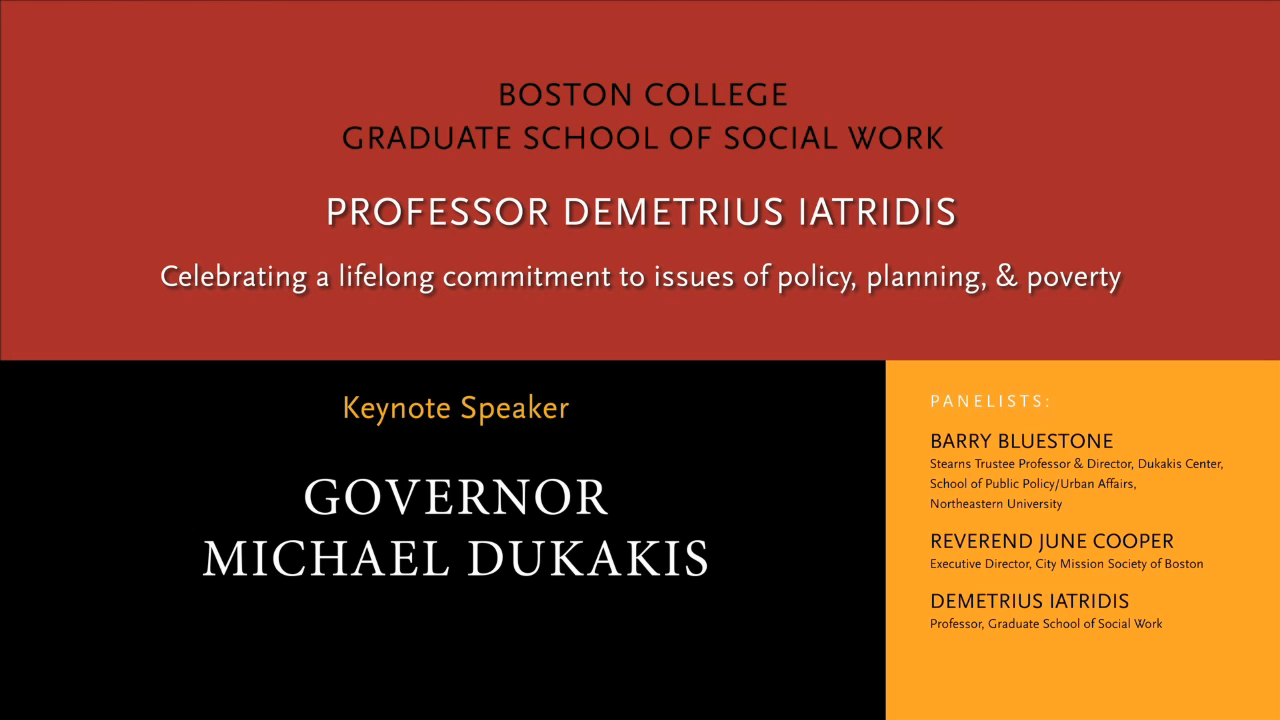 BOSTON COLLEGE
GRADUATE SCHOOL OF SOCIAL WORK
PROFESSOR DEMETRIUS IATRIDIS
Celebrating a lifelong commitment to issues of policy, planning, & poverty
Keynote Speaker
GOVERNOR
MICHAEL DUKAKIS
PANELISTS:
BARRY BLUESTONE
Stearns Trustee Professor & Director, Dukakis Center,
School of Public Policy/Urban Affairs,
Northeastern University
REVEREND JUNE COOPER
Executive Director, City Mission Society of Boston
DEMETRIUS IATRIDIS
Professor, Graduate School of Social Work